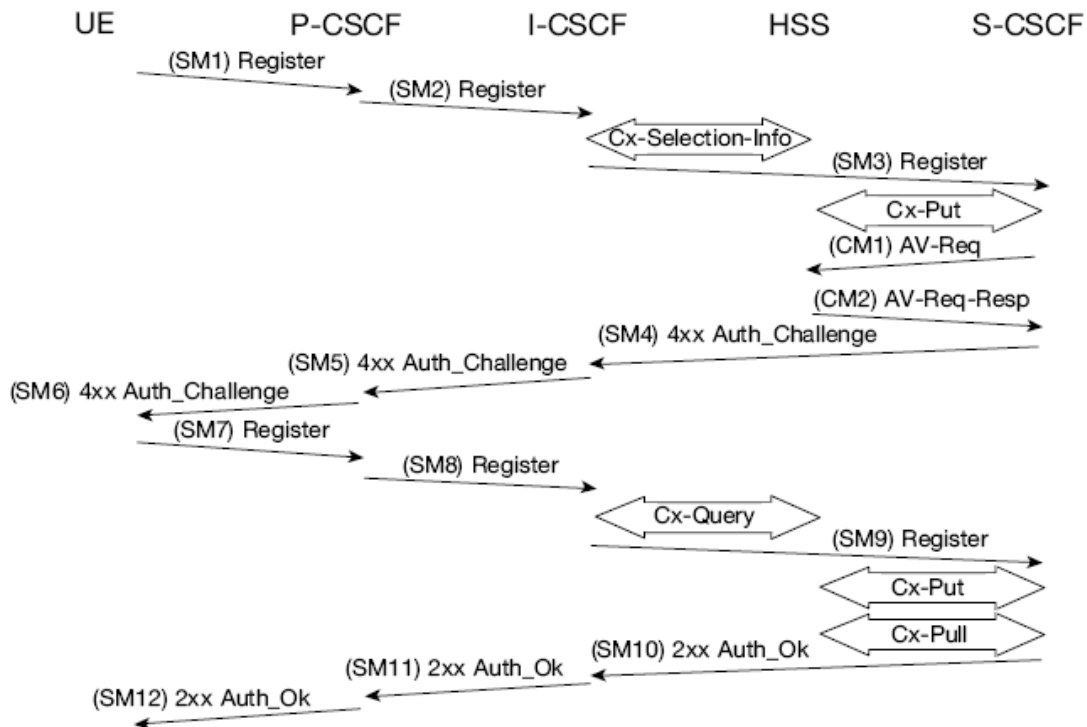 UE P-CSCF I-CSCF HSS S-CSCF
(SM1) Register
(SM2) Register
Cx-Selection-Info
(SM3) Register
Cx-Put
(CM1) AV-Req
(CM2) AV-Req-Resp
(SM4) 4xx Auth_Challenge
(SM5) 4xx Auth_Challenge
(SM6) 4xx Auth_Challenge
(SM7) Register
(SM8) Register
Cx-Query
(SM9) Register
Cx-Put
Cx-Pull
(SM10) 2xx Auth_Ok
(SM11) 2xx Auth_Ok
(SM12) 2xx Auth_Ok